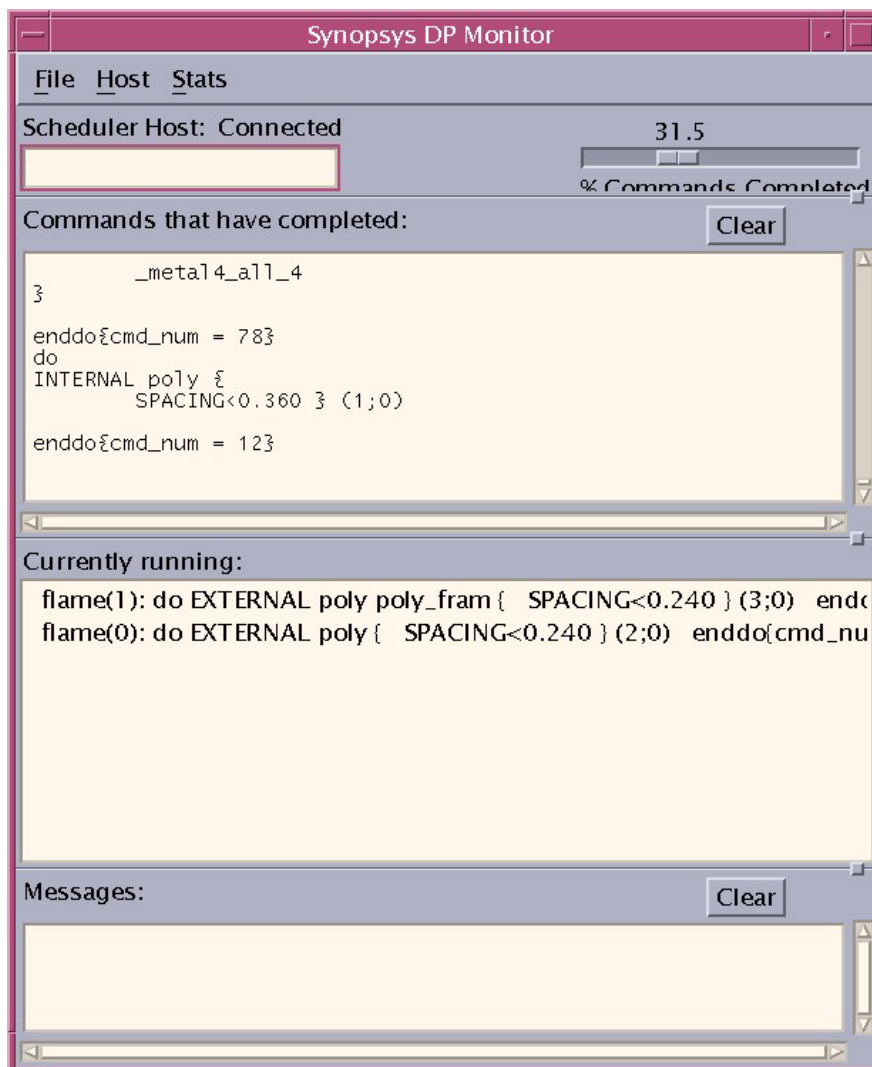 Synopsys DP Monitor
File Host Stats
Scheduler Host: Connected
31.5
% Commands Completed
Commands that have completed:
Clear
_metal4_all_4
}
enddo{cmd_num = 78}
do
INTERNAL poly {
SPACING<0.360 } (1;0)
enddo{cmd_num = 12}
Currently running:
flame(1): do EXTERNAL poly poly_fram { SPACING<0.240 } (3;0) endd
flame(0): do EXTERNAL poly { SPACING<0.240 } (2;0) enddo{cmd_nu
Messages:
Clear